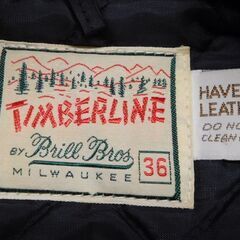 TIMBERLINE
BY Brill Bros
MILWAUKEE
36
HAVE
LEATH
DO NO
CLEAN